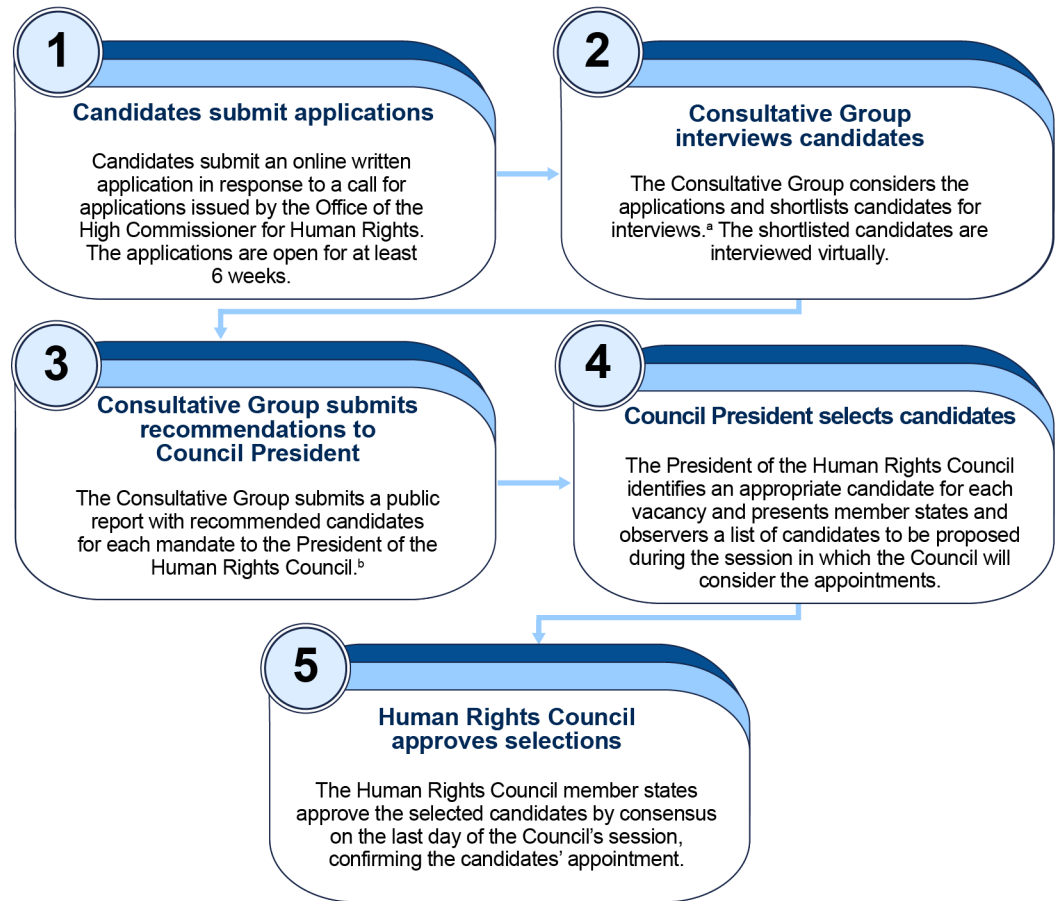 1
Candidates submit applications
Candidates submit an online written
application in response to a call for
applications issued by the Office of the
High Commissioner for Human Rights.
The applications are open for at least
6 weeks.
2
Consultative Group
interviews candidates
The Consultative Group considers the
applications and shortlists candidates for
interviews.ᵃ The shortlisted candidates are
interviewed virtually.
3
Consultative Group submits
recommendations to
Council President
The Consultative Group submits a public
report with recommended candidates
for each mandate to the President of the
Human Rights Council.ᵇ
4
Council President selects candidates
The President of the Human Rights Council
identifies an appropriate candidate for each
vacancy and presents member states and
observers a list of candidates to be proposed
during the session in which the Council will
consider the appointments.
5
Human Rights Council
approves selections
The Human Rights Council member states
approve the selected candidates by consensus
on the last day of the Council’s session,
confirming the candidates’ appointment.